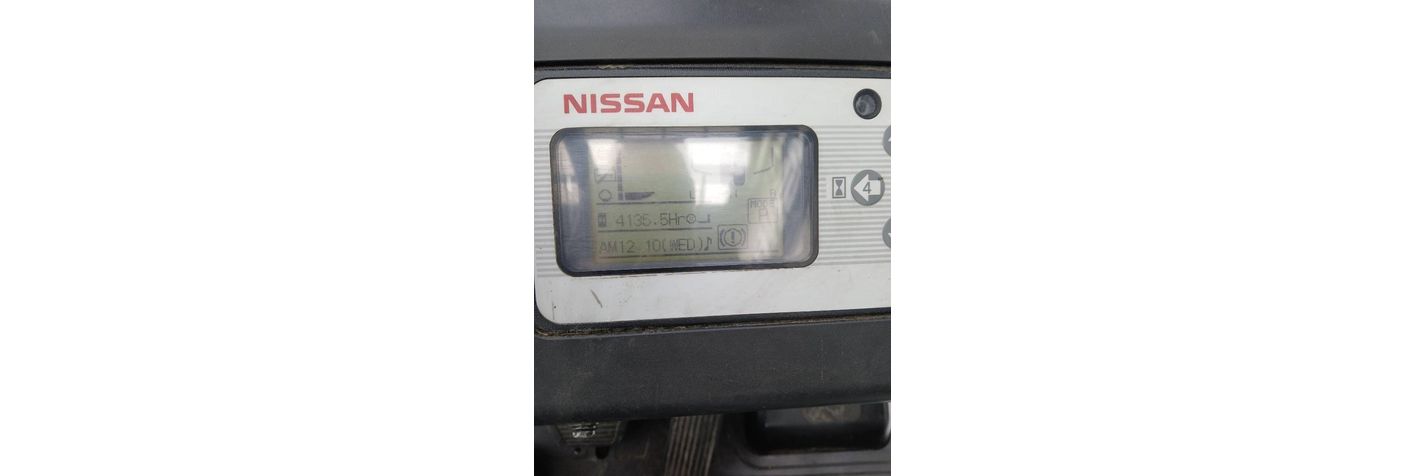 NISSAN
4
MODE
P
4135.5Hr
AM12.10(WED)